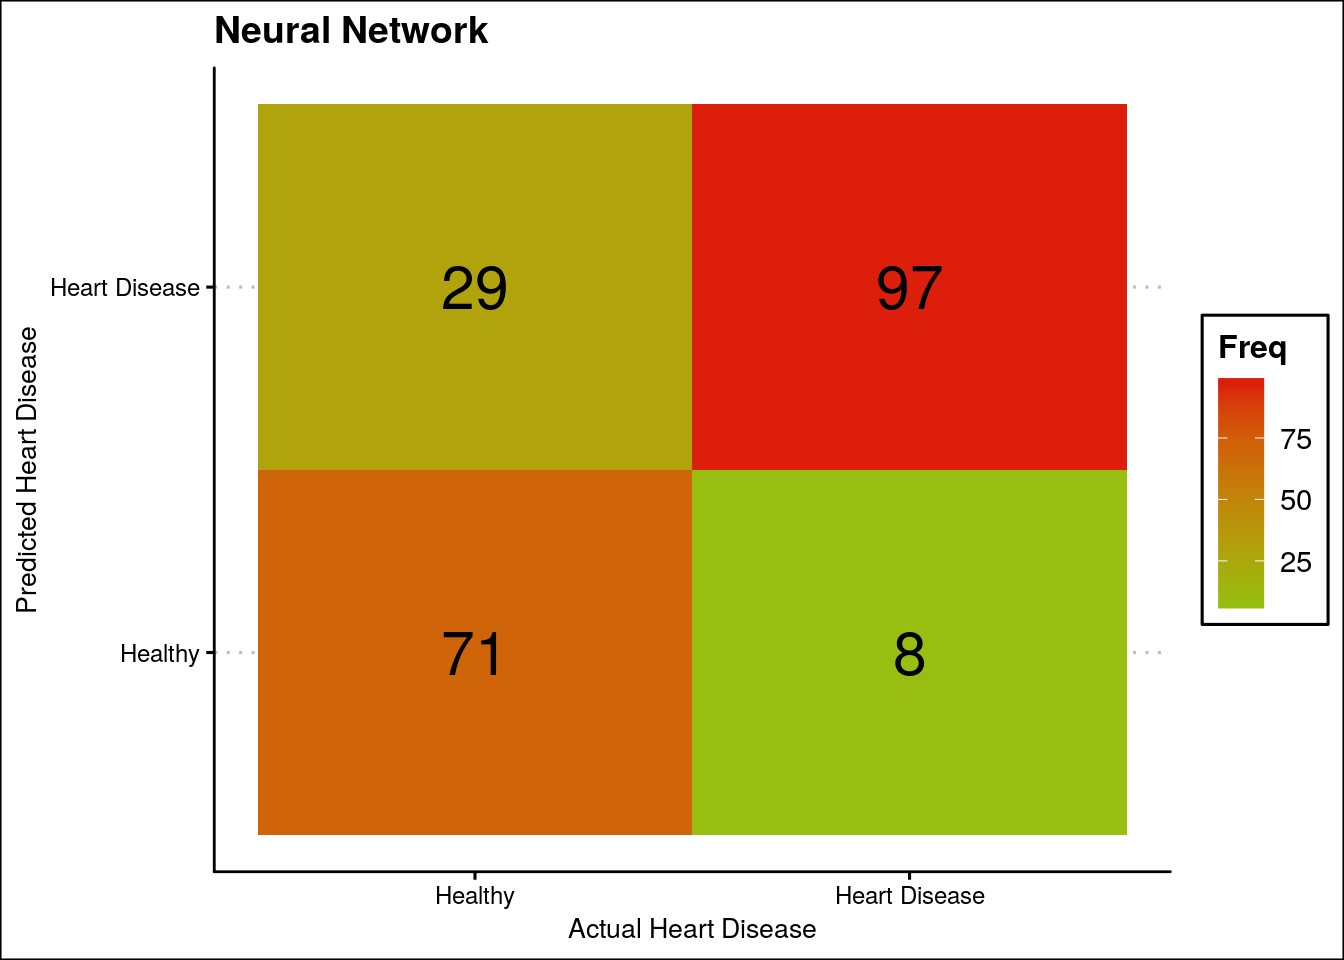 Neural Network
Predicted Heart Disease
Heart Disease
29
97
Healthy
71
8
Healthy
Heart Disease
Actual Heart Disease
Freq
75
50
25